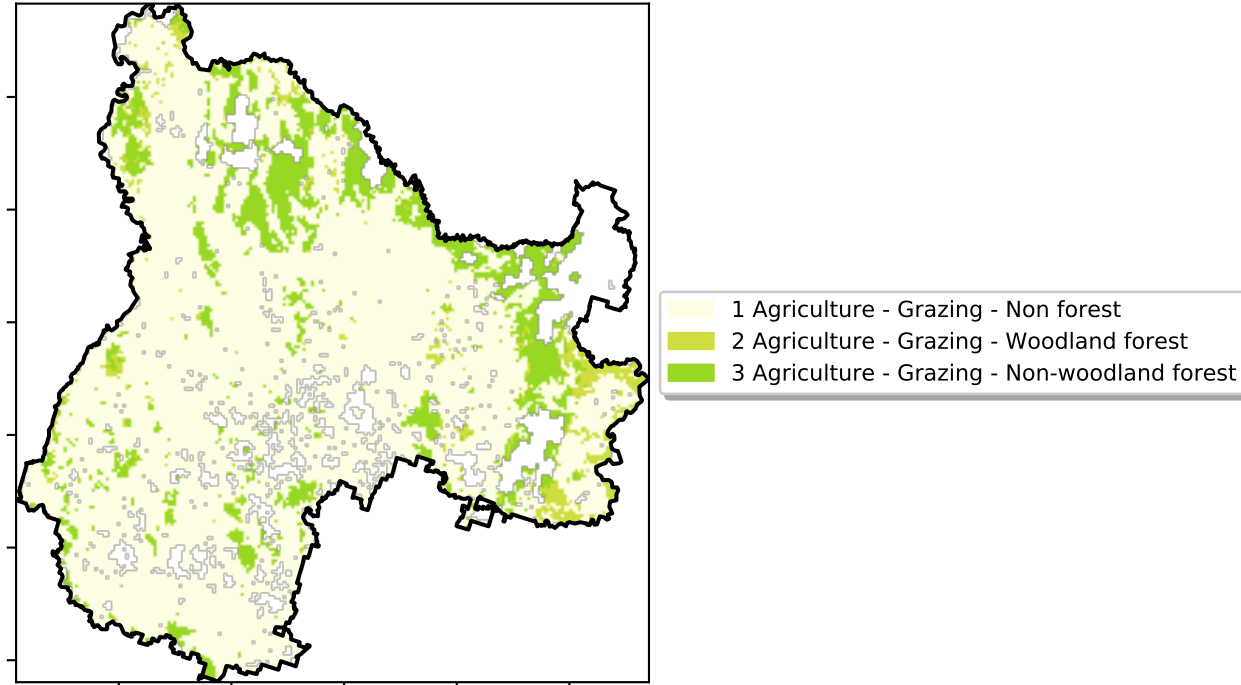 1 Agriculture - Grazing - Non forest
2 Agriculture - Grazing - Woodland forest
3 Agriculture - Grazing - Non-woodland forest